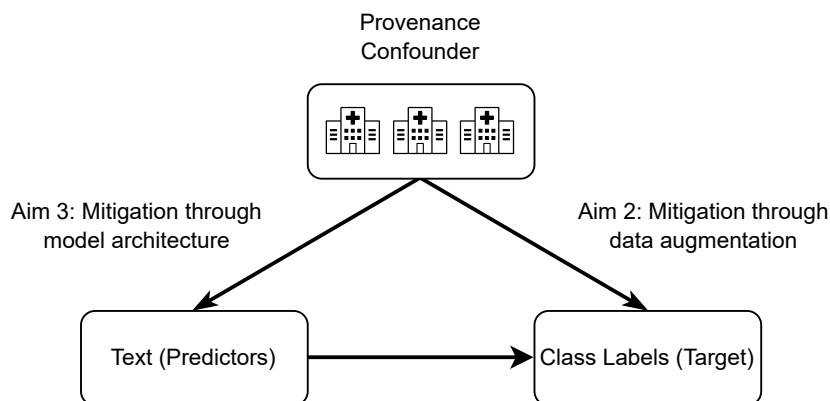 Provenance
Confounder
Aim 3: Mitigation through
model architecture
Aim 2: Mitigation through
data augmentation
Text (Predictors)
Class Labels (Target)